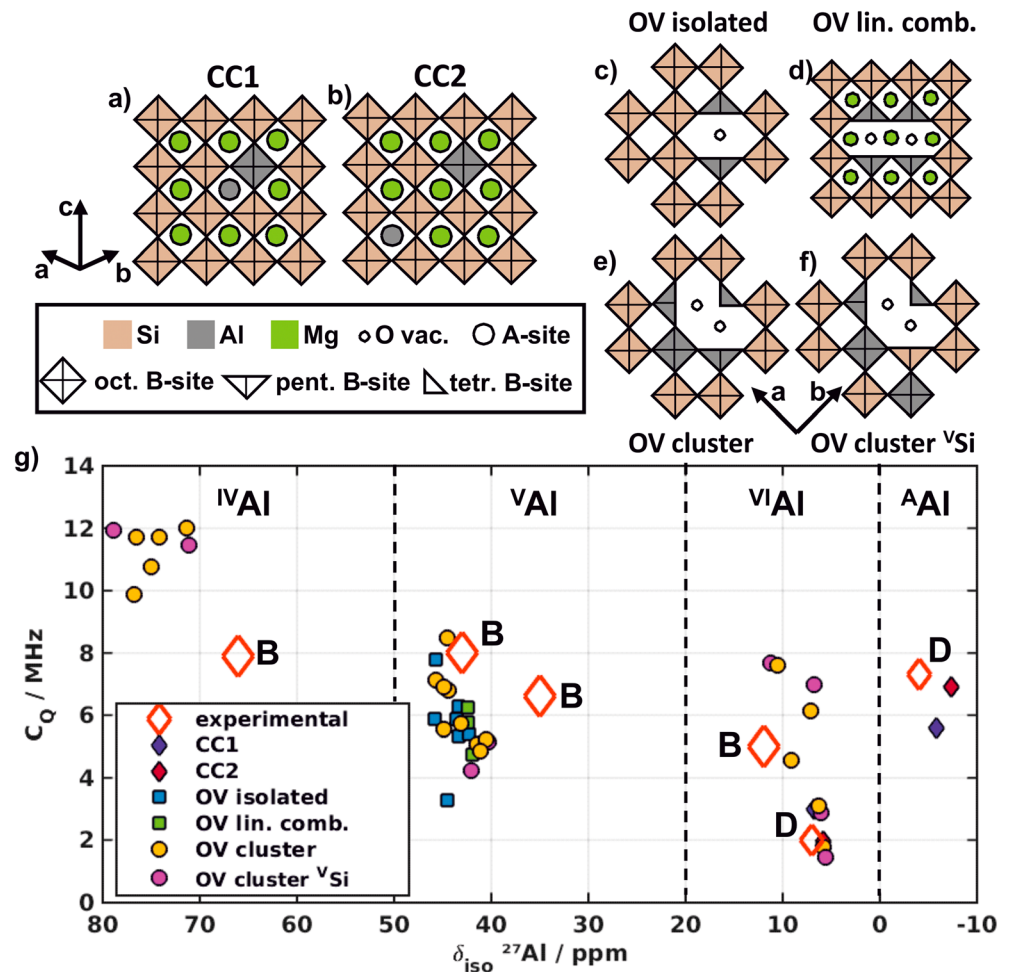 OV isolated
OV lin. comb.
CC1
CC2
a)
b)
c)
d)
c
a
b
e)
f)
Si Al Mg O vac. A-site
oct. B-site pent. B-site tetr. B-site
a b
OV cluster
OV cluster ⱽSi
g)
14
12
10
8
6
4
2
0
C_Q / MHz
ᴵⱽAl
ⱽAl
ⱽᴵAl
ᴬAl
B
B
B
B
D
D
experimental
CC1
CC2
OV isolated
OV lin. comb.
OV cluster
OV cluster ⱽSi
80 70 60 50 40 30 20 10 0 -10
δ_iso ²⁷Al / ppm